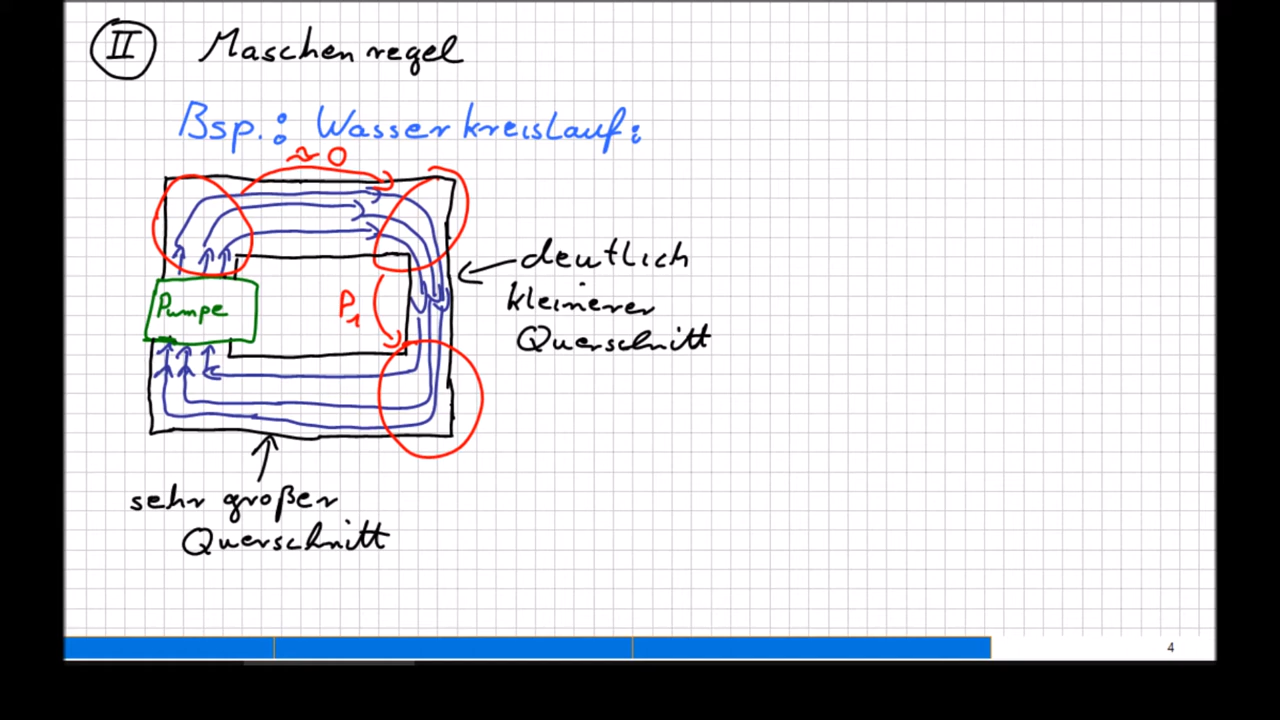 II Maschenregel
Bsp.: Wasserkreislauf:
≈ 0
deutlich
kleinerer
Querschnitt
Pumpe
P1
sehr großer
Querschnitt
4